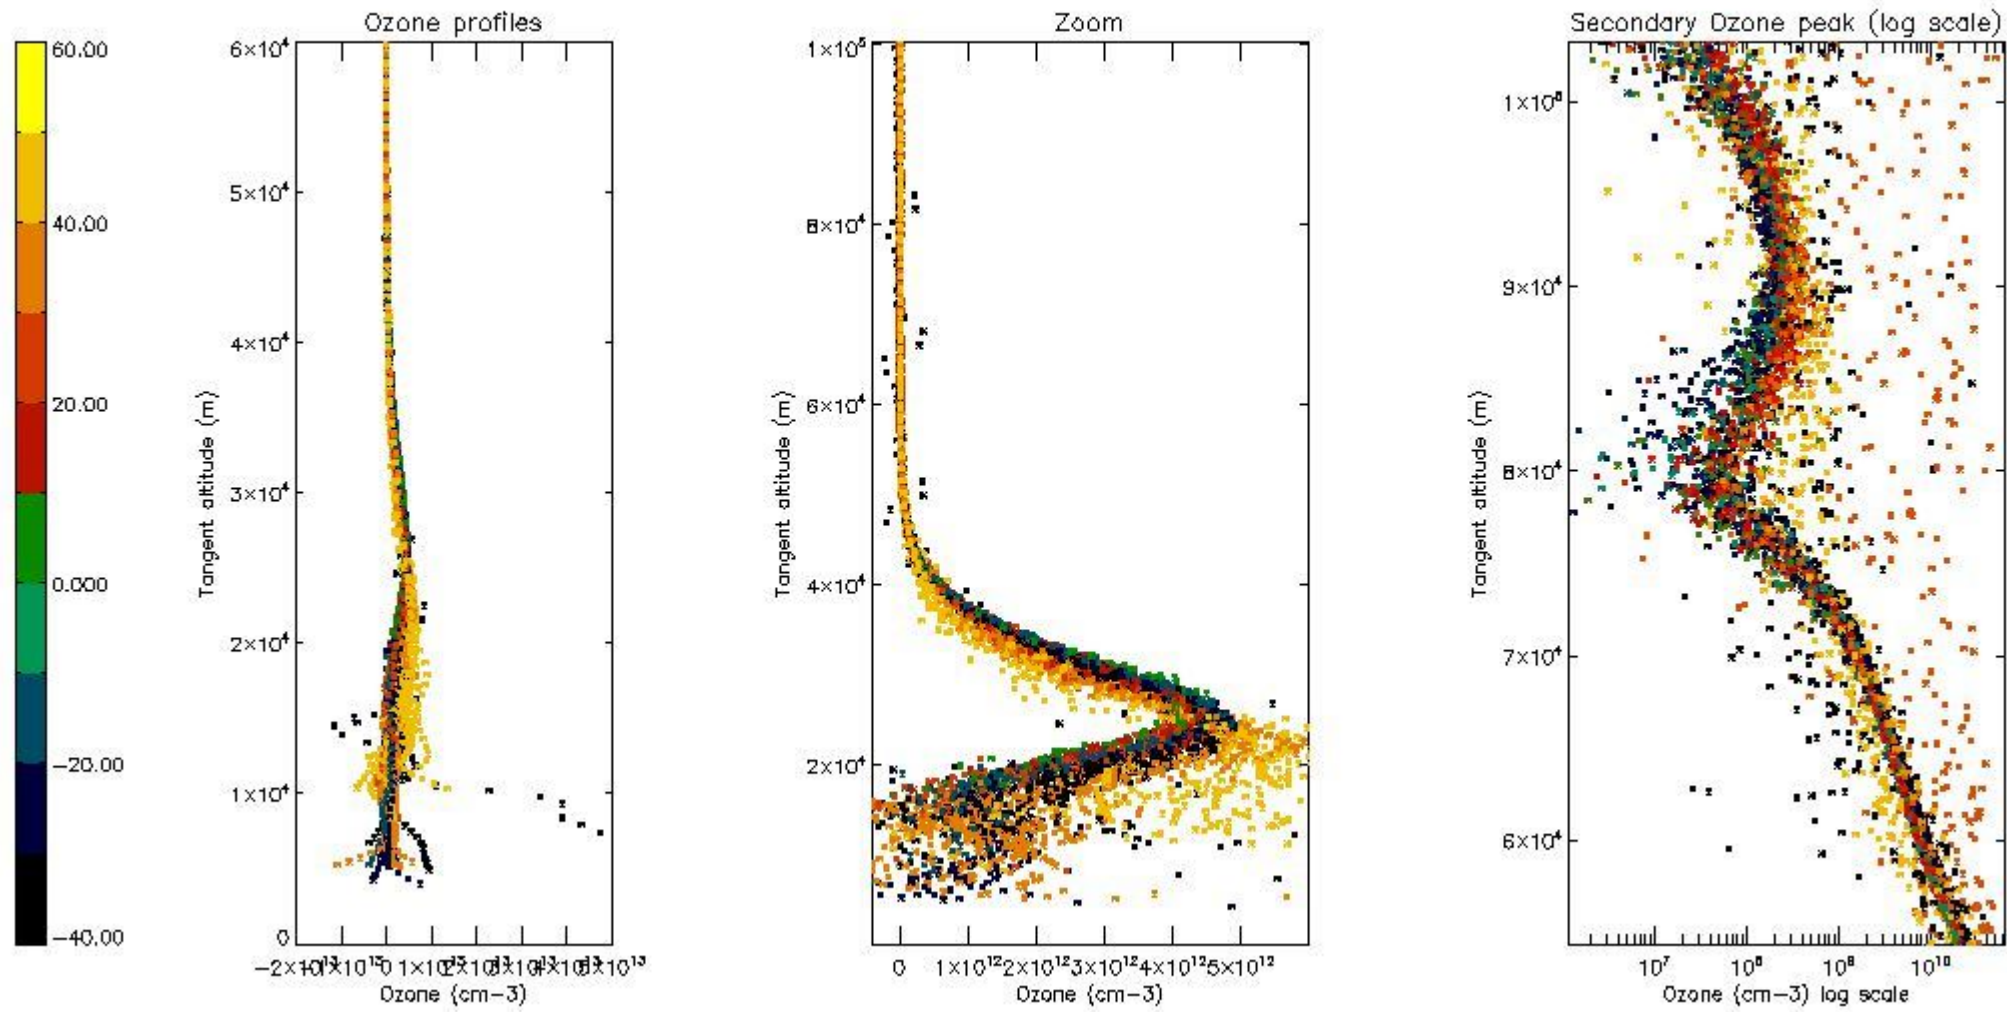 Ozone profiles
Zoom
Secondary Ozone peak (log scale)
60.00
40.00
20.00
0.000
−20.00
−40.00
6×10⁴
5×10⁴
4×10⁴
3×10⁴
2×10⁴
1×10⁴
0
Tangent altitude (m)
Ozone (cm−3)
1×10⁵
8×10⁴
6×10⁴
4×10⁴
2×10⁴
Tangent altitude (m)
0 1×10¹² 2×10¹² 3×10¹² 4×10¹² 5×10¹²
Ozone (cm−3)
9×10⁴
8×10⁴
7×10⁴
6×10⁴
Tangent altitude (m)
10⁷ 10⁸ 10⁹ 10¹⁰
Ozone (cm−3) log scale